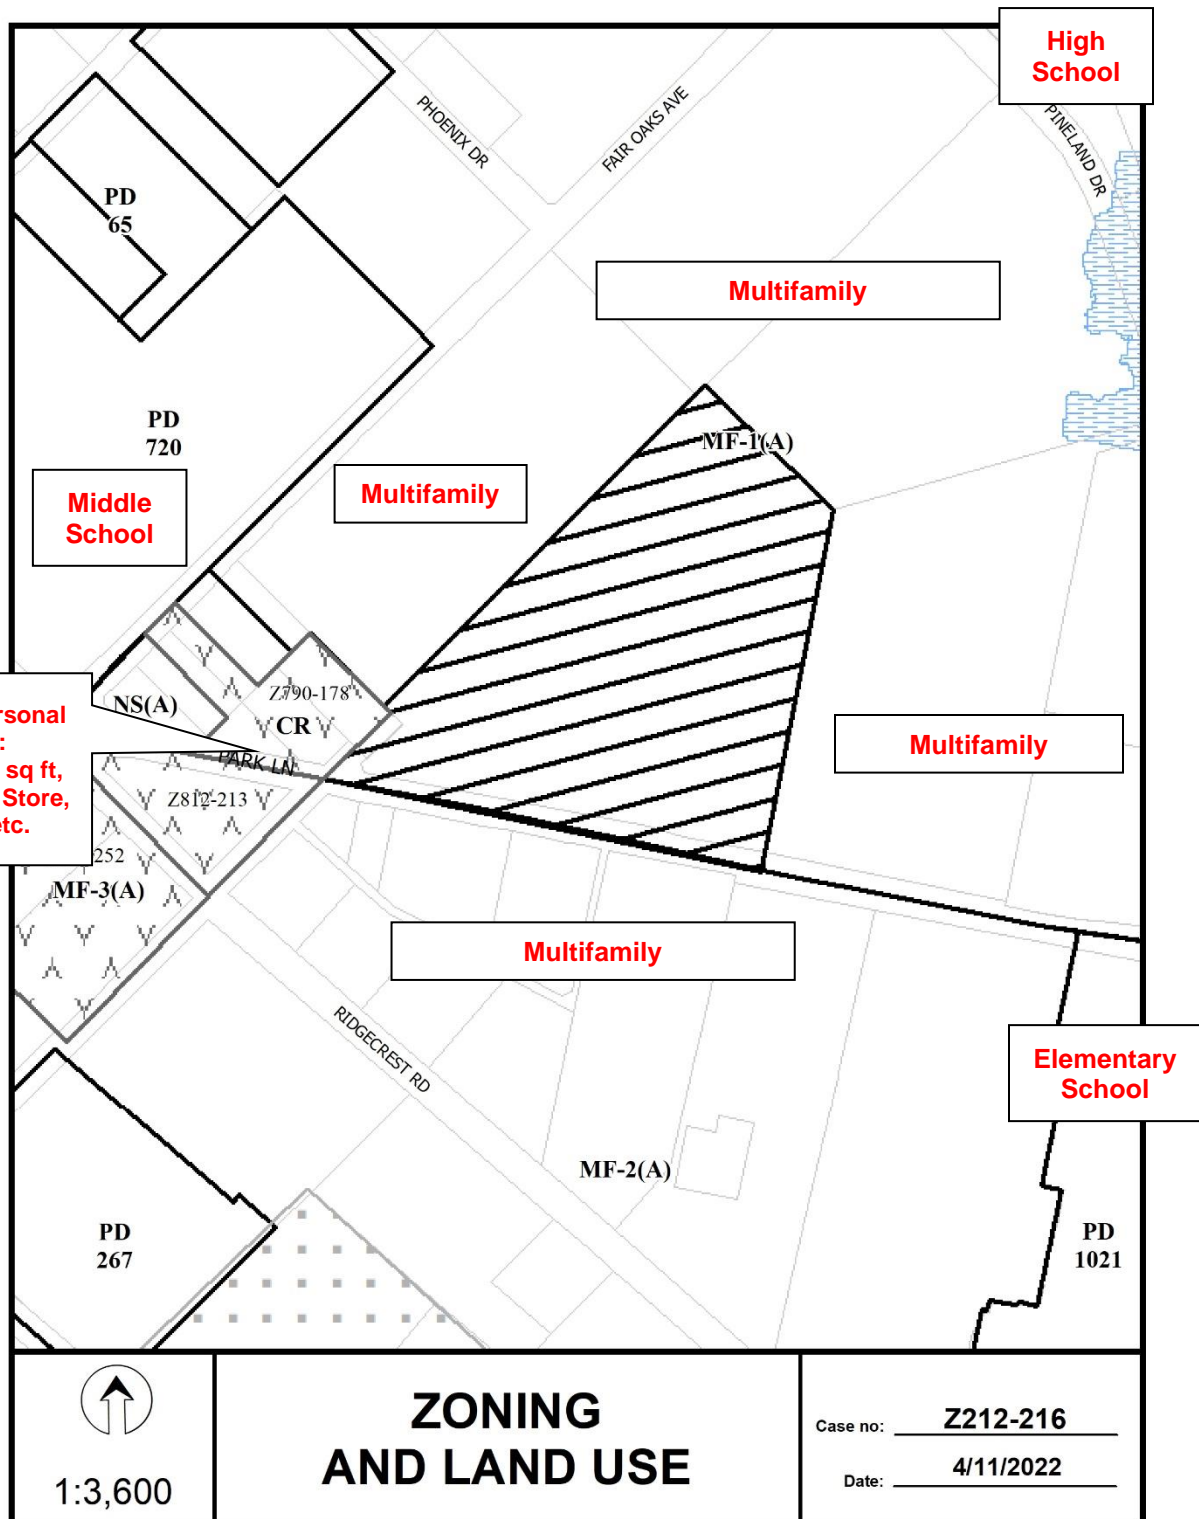 High
School
PHOENIX DR
FAIR OAKS AVE
PINELAND DR
PD
65
Multifamily
PD
720
MF-1(A)
Middle
School
Multifamily
Z790-178
NS(A)
CR
rsonal
:
sq ft,
Store,
etc.
PARK LN
Multifamily
Z812-213
252
MF-3(A)
Multifamily
RIDGECREST RD
Elementary
School
MF-2(A)
PD
267
PD
1021
1:3,600
ZONING
AND LAND USE
Case no: Z212-216
Date: 4/11/2022